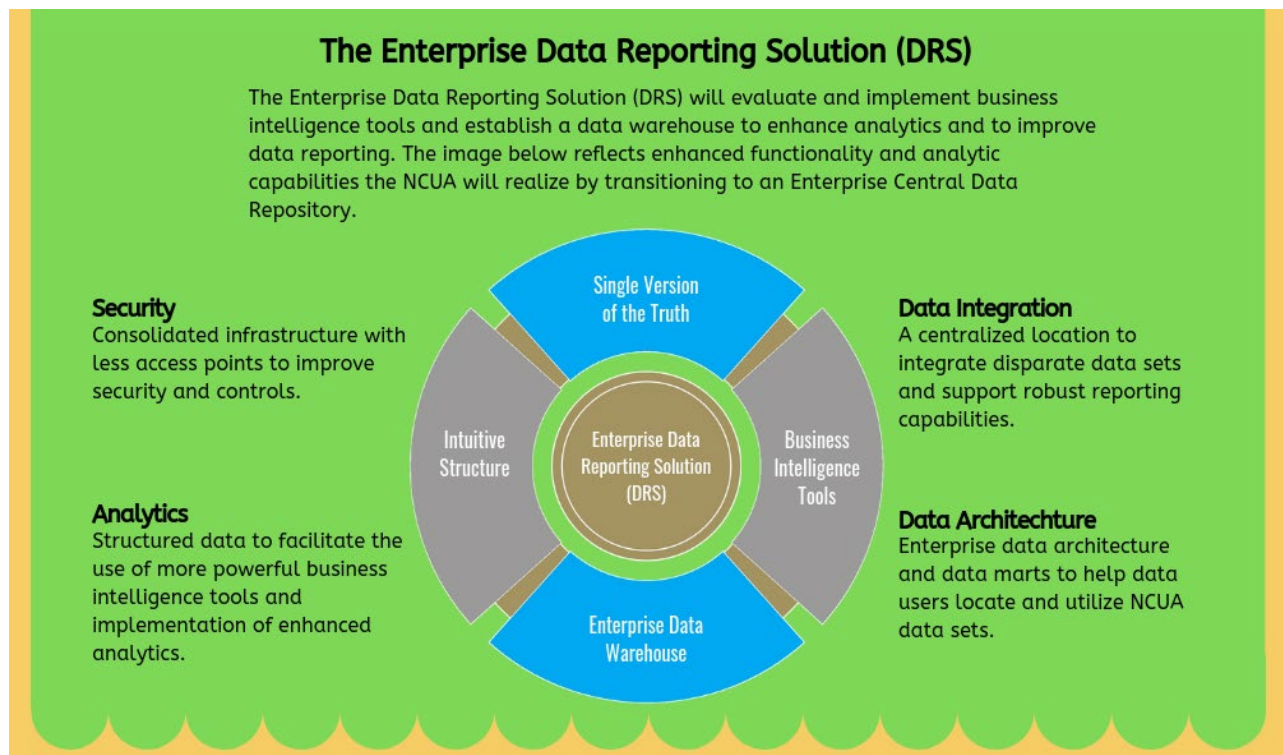 The Enterprise Data Reporting Solution (DRS)
The Enterprise Data Reporting Solution (DRS) will evaluate and implement business
intelligence tools and establish a data warehouse to enhance analytics and to improve
data reporting. The image below reflects enhanced functionality and analytic
capabilities the NCUA will realize by transitioning to an Enterprise Central Data
Repository.
Security
Consolidated infrastructure with
less access points to improve
security and controls.
Analytics
Structured data to facilitate the
use of more powerful business
intelligence tools and
implementation of enhanced
analytics.
Single Version
of the Truth
Intuitive
Structure
Enterprise Data
Reporting Solution
(DRS)
Business
Intelligence
Tools
Enterprise Data
Warehouse
Data Integration
A centralized location to
integrate disparate data sets
and support robust reporting
capabilities.
Data Architechture
Enterprise data architecture
and data marts to help data
users locate and utilize NCUA
data sets.